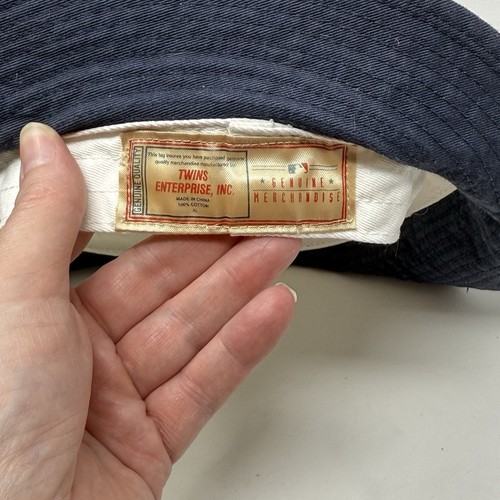 GENUINE QUALITY
This tag insures you have purchased genuine
quality merchandise manufactured by:
TWINS
ENTERPRISE, INC.
MADE IN CHINA
100% COTTON
★ GENUINE ★
MERCHANDISE